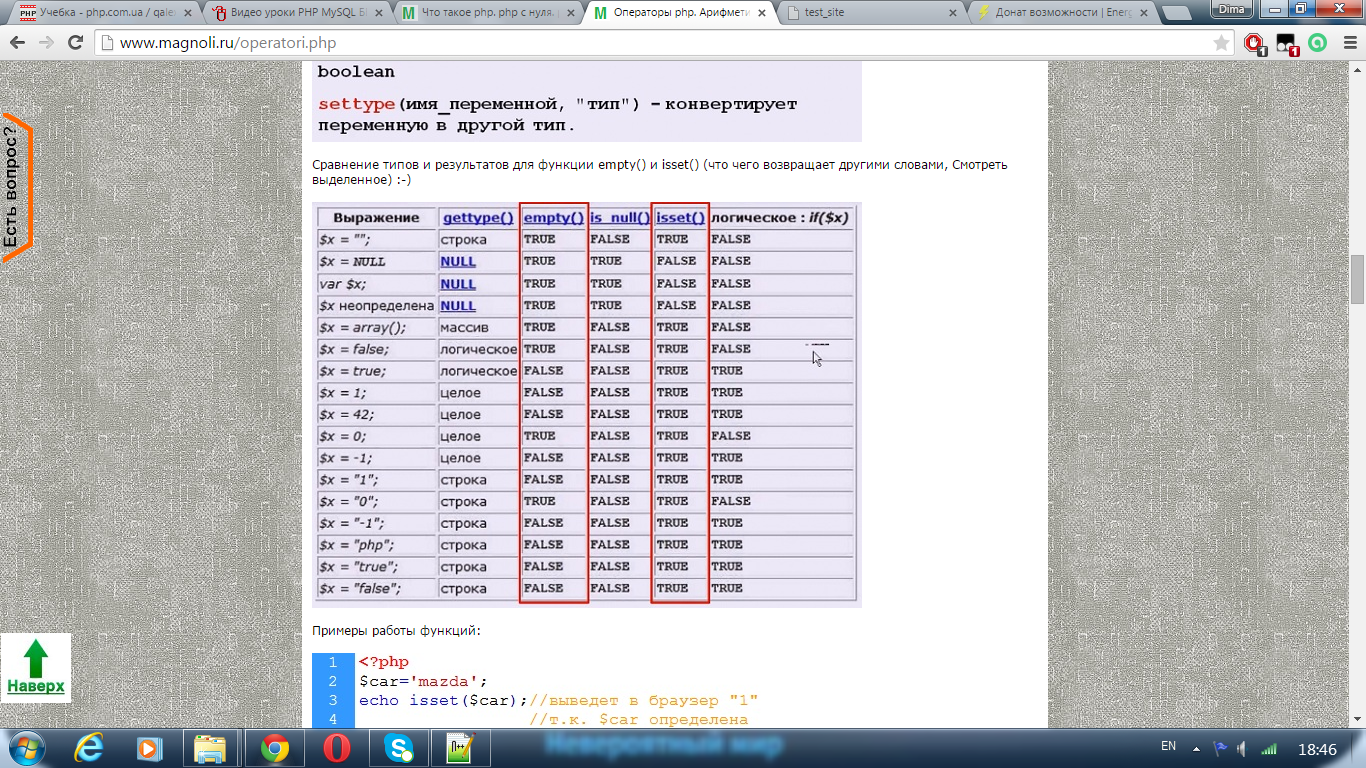 Учебка - php.com.ua / qale
Видео уроки PHP MySQL Б
Что такое php. php с нуля.
Операторы php. Арифмети
test_site
Донат возможности | Energ
Dima
www.magnoli.ru/operatori.php
1
1
Есть вопрос?
boolean
settype(имя_переменной, "тип") - конвертирует
переменную в другой тип.
Сравнение типов и результатов для функции empty() и isset() (что чего возвращает другими словами, Смотреть
выделенное) :-)
Выражение gettype() empty() is_null() isset() логическое : if($x)
$x = ""; строка TRUE FALSE TRUE FALSE
$x = NULL NULL TRUE TRUE FALSE FALSE
var $x; NULL TRUE TRUE FALSE FALSE
$x неопределена NULL TRUE TRUE FALSE FALSE
$x = array(); массив TRUE FALSE TRUE FALSE
$x = false; логическое TRUE FALSE TRUE FALSE
$x = true; логическое FALSE FALSE TRUE TRUE
$x = 1; целое FALSE FALSE TRUE TRUE
$x = 42; целое FALSE FALSE TRUE TRUE
$x = 0; целое TRUE FALSE TRUE FALSE
$x = -1; целое FALSE FALSE TRUE TRUE
$x = "1"; строка FALSE FALSE TRUE TRUE
$x = "0"; строка TRUE FALSE TRUE FALSE
$x = "-1"; строка FALSE FALSE TRUE TRUE
$x = "php"; строка FALSE FALSE TRUE TRUE
$x = "true"; строка FALSE FALSE TRUE TRUE
$x = "false"; строка FALSE FALSE TRUE TRUE
Примеры работы функций:
Наверх
1 <?php
2 $car='mazda';
3 echo isset($car);//выведет в браузер "1"
4 //т.к. $car определена
Невероятный мир
EN
18:46